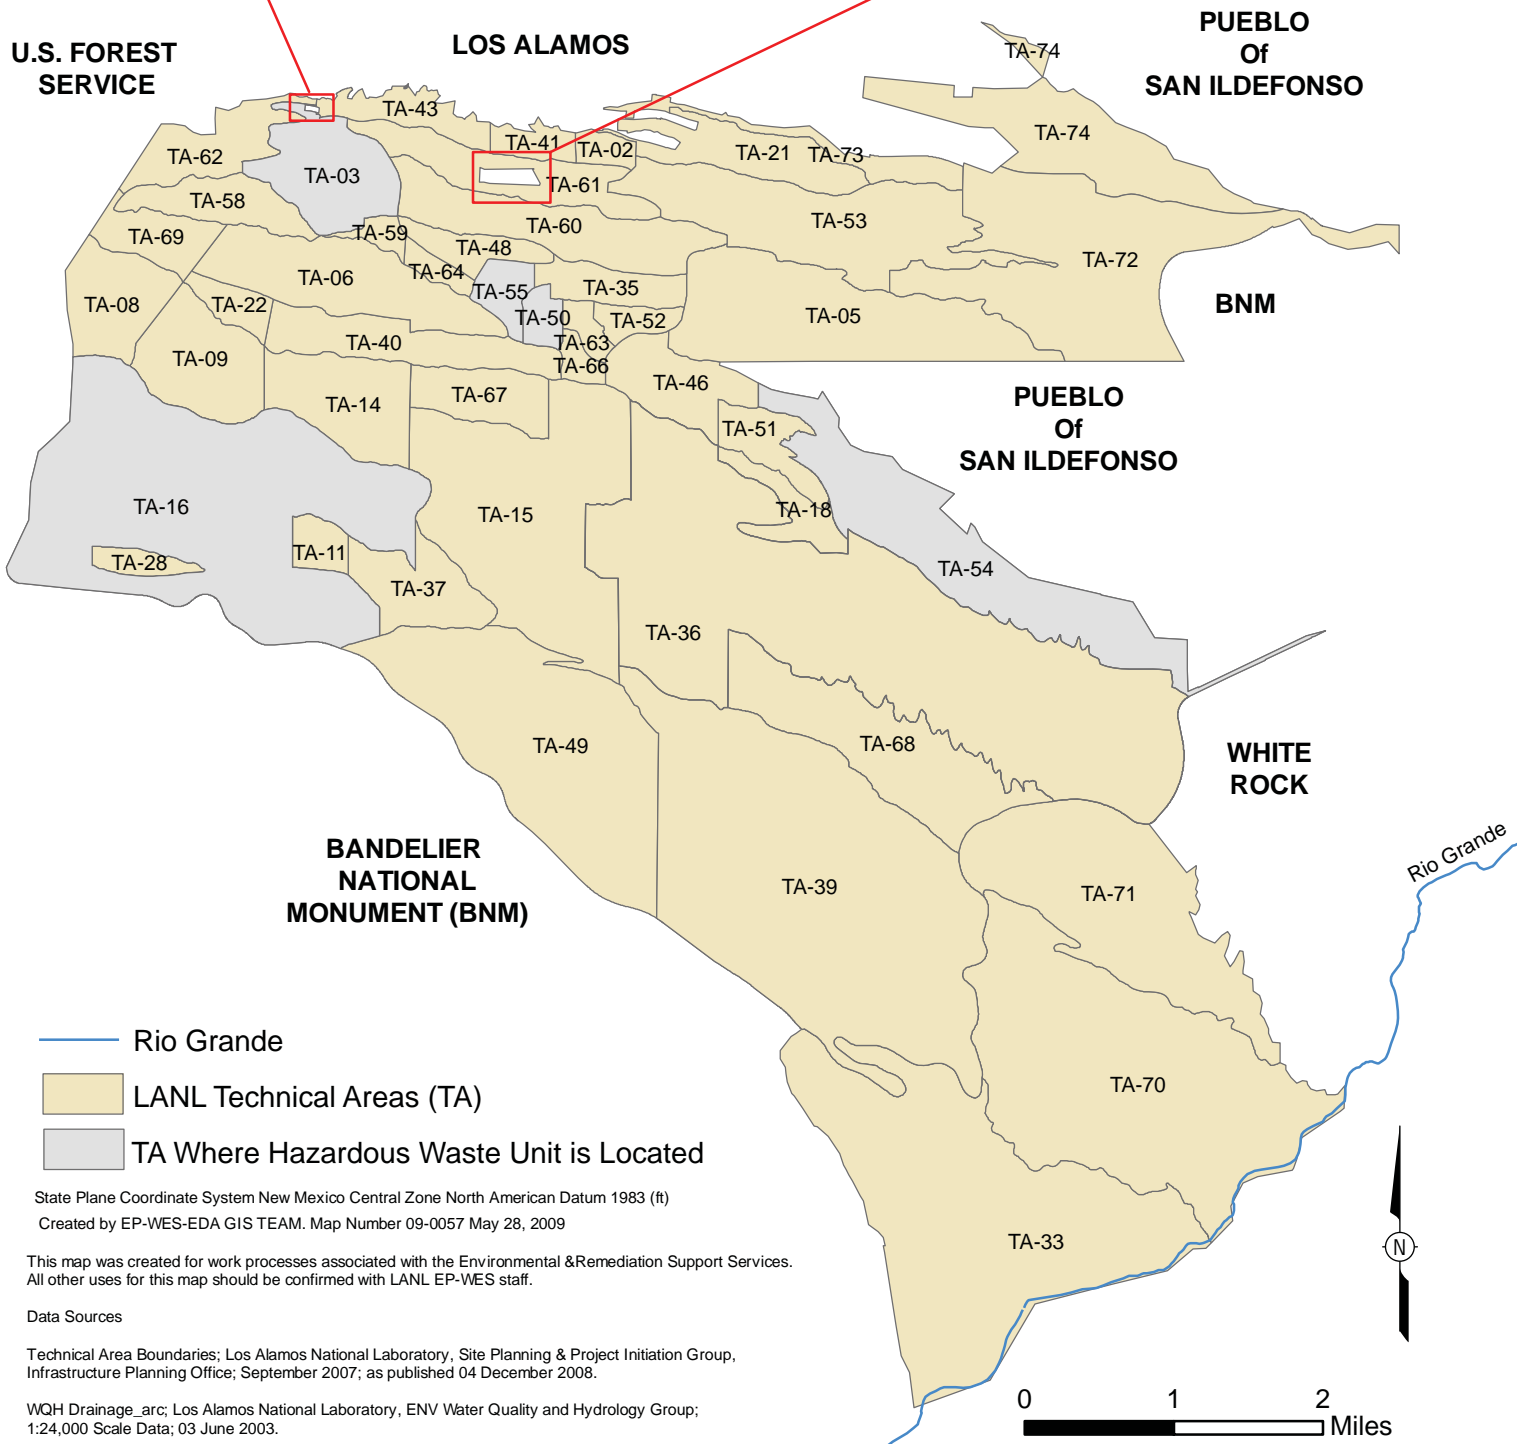 PUEBLO
Of
SAN ILDEFONSO
U.S. FOREST
SERVICE
LOS ALAMOS
TA-74
TA-43
TA-74
TA-41
TA-02
TA-21
TA-73
TA-62
TA-03
TA-61
TA-58
TA-60
TA-53
TA-69
TA-59
TA-48
TA-72
TA-06
TA-64
TA-55
TA-35
TA-08
TA-22
TA-50
TA-52
TA-05
BNM
TA-40
TA-63
TA-09
TA-66
TA-46
TA-14
TA-67
TA-51
PUEBLO
Of
SAN ILDEFONSO
TA-16
TA-15
TA-18
TA-28
TA-11
TA-54
TA-37
TA-36
TA-49
TA-68
WHITE
ROCK
BANDELIER
NATIONAL
MONUMENT (BNM)
TA-39
TA-71
Rio Grande
TA-70
TA-33
Rio Grande
LANL Technical Areas (TA)
TA Where Hazardous Waste Unit is Located
State Plane Coordinate System New Mexico Central Zone North American Datum 1983 (ft)
Created by EP-WES-EDA GIS TEAM. Map Number 09-0057 May 28, 2009
This map was created for work processes associated with the Environmental &Remediation Support Services.
All other uses for this map should be confirmed with LANL EP-WES staff.
Data Sources
Technical Area Boundaries; Los Alamos National Laboratory, Site Planning & Project Initiation Group,
Infrastructure Planning Office; September 2007; as published 04 December 2008.
WQH Drainage_arc; Los Alamos National Laboratory, ENV Water Quality and Hydrology Group;
1:24,000 Scale Data; 03 June 2003.
N
0 1 2
Miles